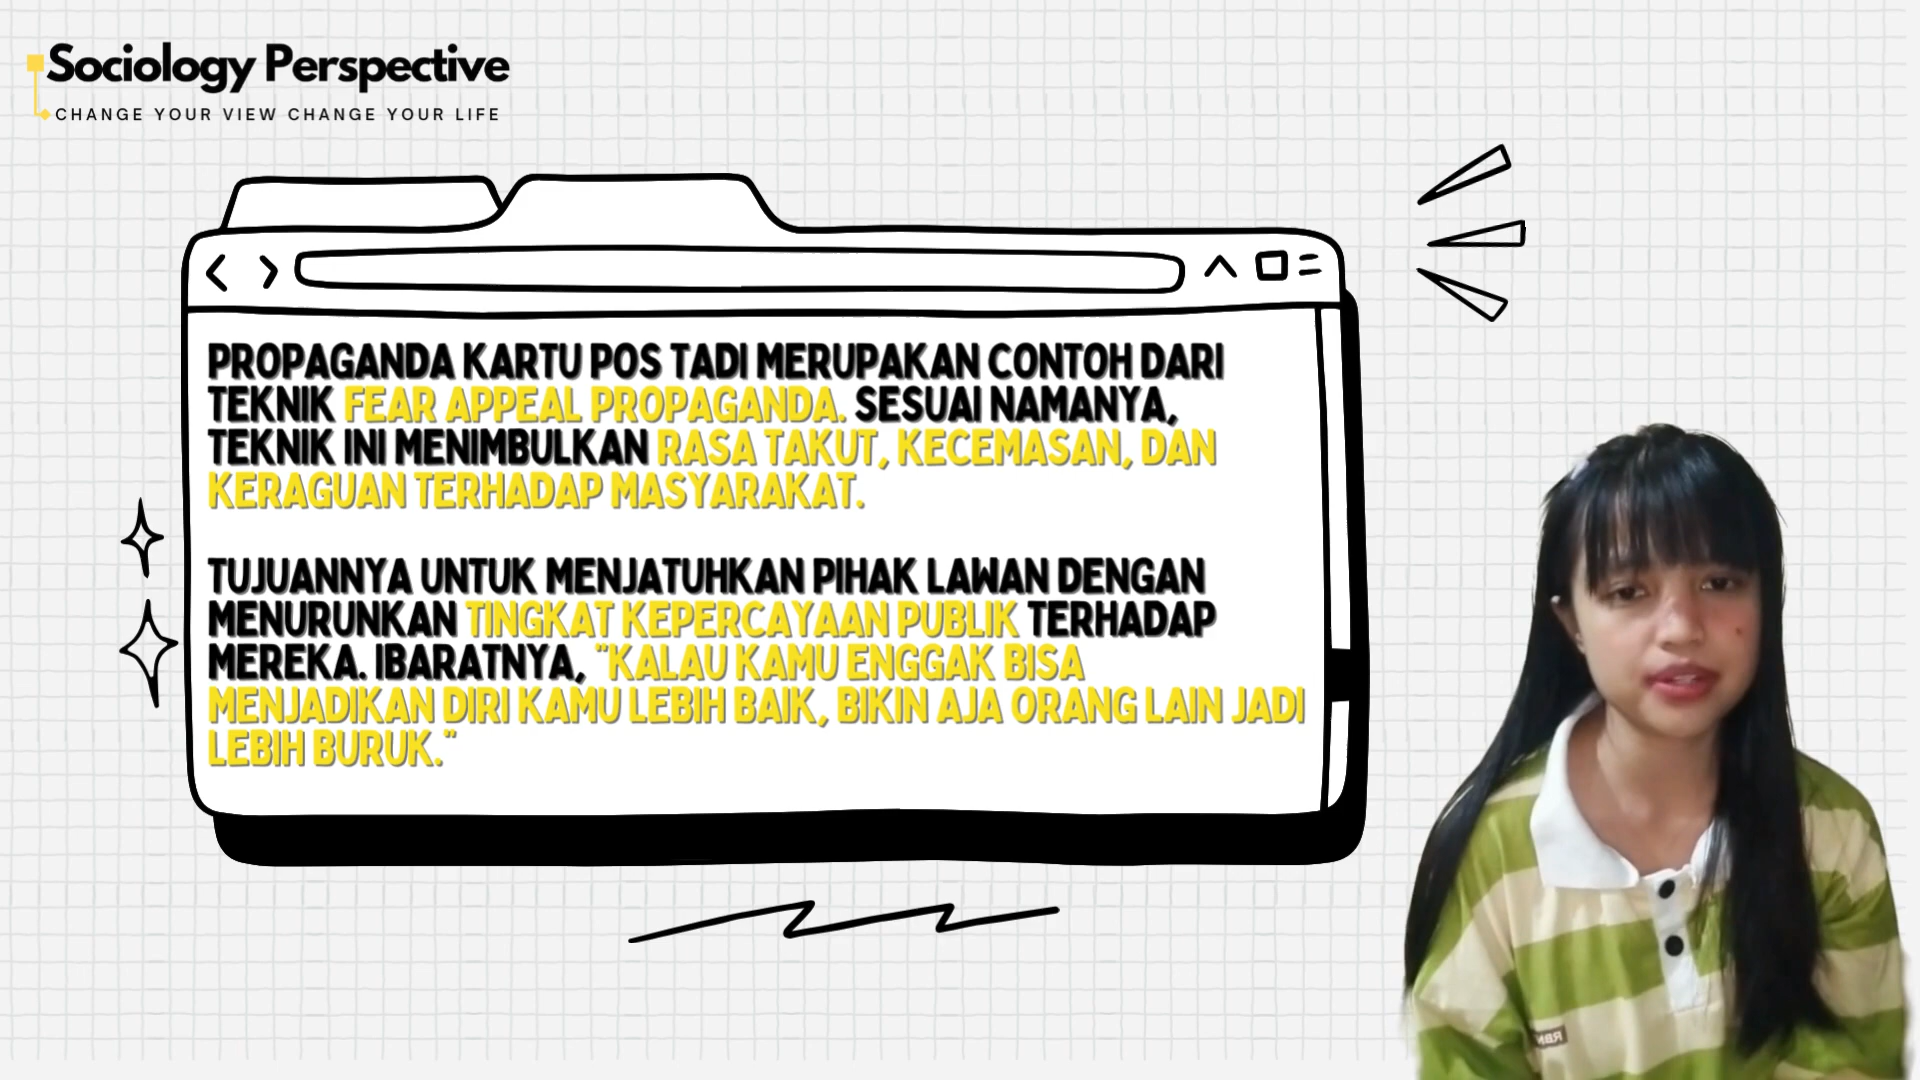 Sociology Perspective
CHANGE YOUR VIEW CHANGE YOUR LIFE
PROPAGANDA KARTU POS TADI MERUPAKAN CONTOH DARI
TEKNIK FEAR APPEAL PROPAGANDA. SESUAI NAMANYA,
TEKNIK INI MENIMBULKAN RASA TAKUT, KECEMASAN, DAN
KERAGUAN TERHADAP MASYARAKAT.
TUJUANNYA UNTUK MENJATUHKAN PIHAK LAWAN DENGAN
MENURUNKAN TINGKAT KEPERCAYAAN PUBLIK TERHADAP
MEREKA. IBARATNYA, "KALAU KAMU ENGGAK BISA
MENJADIKAN DIRI KAMU LEBIH BAIK, BIKIN AJA ORANG LAIN JADI
LEBIH BURUK."